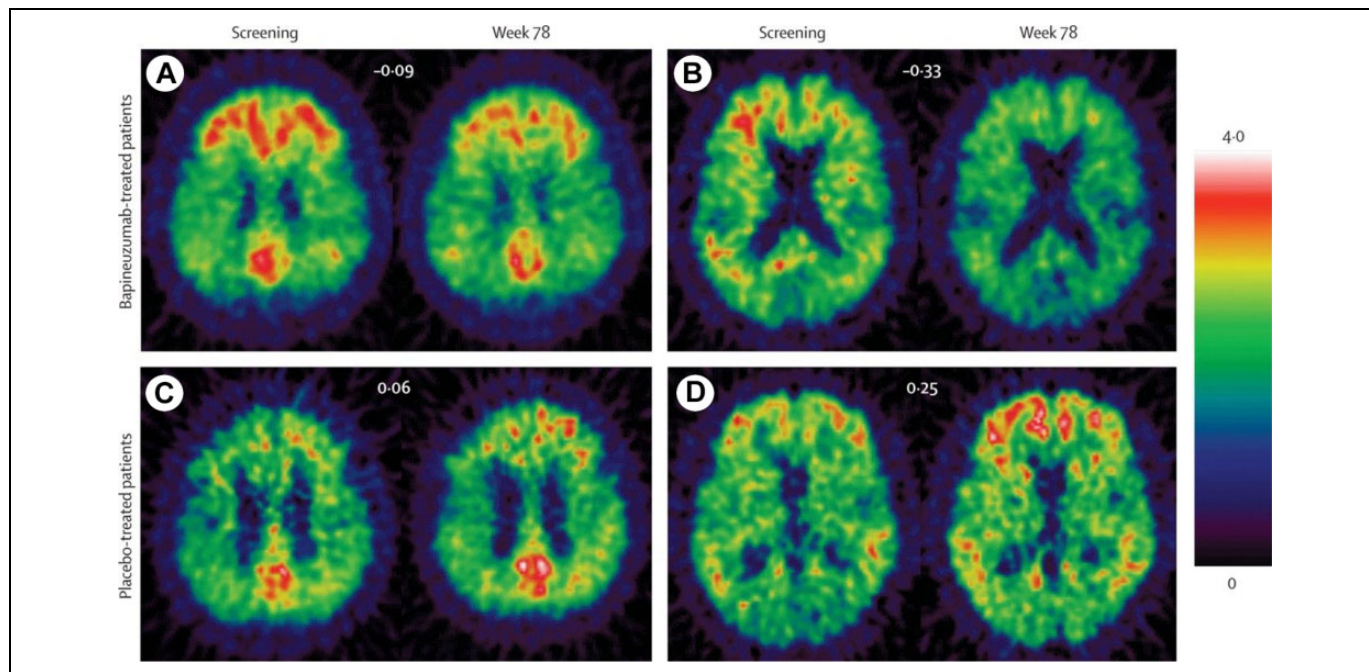 Screening
Week 78
Screening
Week 78
Bapineuzumab-treated patients
A
–0·09
B
–0·33
4·0
Placebo-treated patients
C
0·06
D
0·25
0